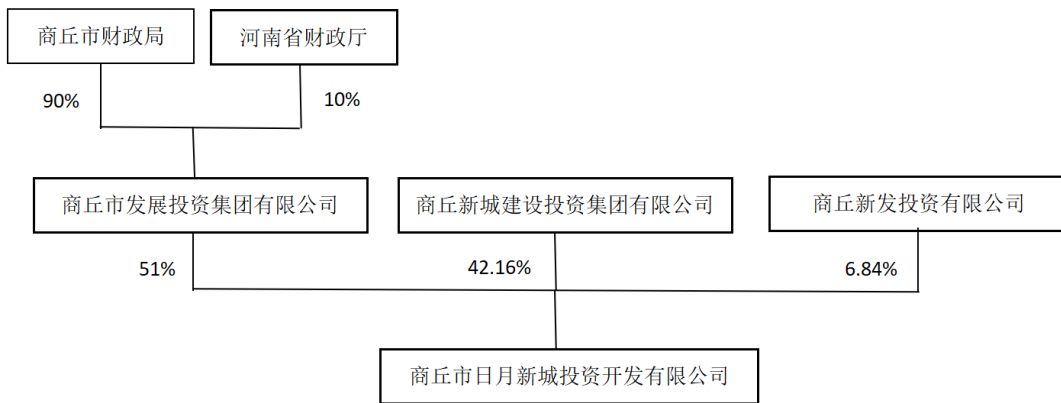 商丘市财政局
河南省财政厅
90%
10%
商丘市发展投资集团有限公司
商丘新城建设投资集团有限公司
商丘新发投资有限公司
51%
42.16%
6.84%
商丘市日月新城投资开发有限公司